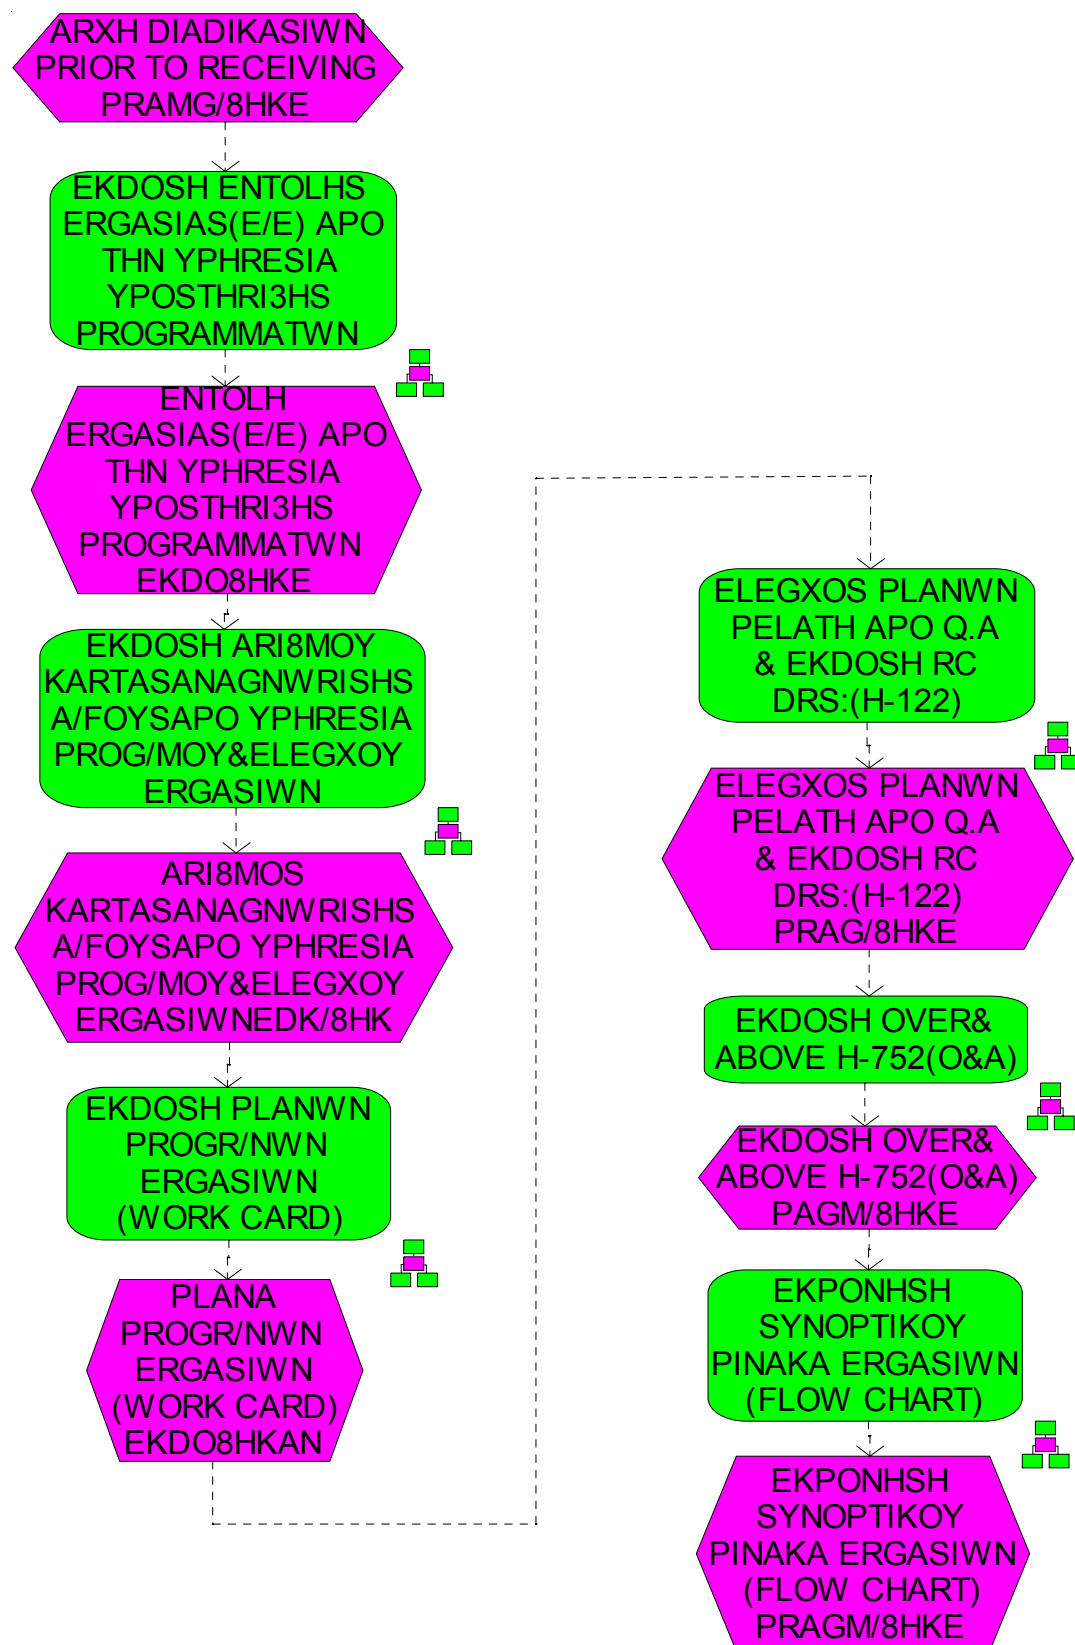 ARXH DIADIKASIWN
PRIOR TO RECEIVING
PRAMG/8HKE
EKDOSH ENTOLHS
ERGASIAS(E/E) APO
THN YPHRESIA
YPOSTHRI3HS
PROGRAMMATWN
ENTOLH
ERGASIAS(E/E) APO
THN YPHRESIA
YPOSTHRI3HS
PROGRAMMATWN
EKDO8HKE
EKDOSH ARI8MOY
KARTASANAGNWRISHS
A/FOYSAPO YPHRESIA
PROG/MOY&ELEGXOY
ERGASIWN
ARI8MOS
KARTASANAGNWRISHS
A/FOYSAPO YPHRESIA
PROG/MOY&ELEGXOY
ERGASIWNEDK/8HK
EKDOSH PLANWN
PROGR/NWN
ERGASIWN
(WORK CARD)
PLANA
PROGR/NWN
ERGASIWN
(WORK CARD)
EKDO8HKAN
ELEGXOS PLANWN
PELATH APO Q.A
& EKDOSH RC
DRS:(H-122)
ELEGXOS PLANWN
PELATH APO Q.A
& EKDOSH RC
DRS:(H-122)
PRAG/8HKE
EKDOSH OVER&
ABOVE H-752(O&A)
EKDOSH OVER&
ABOVE H-752(O&A)
PAGM/8HKE
EKPONHSH
SYNOPTIKOY
PINAKA ERGASIWN
(FLOW CHART)
EKPONHSH
SYNOPTIKOY
PINAKA ERGASIWN
(FLOW CHART)
PRAGM/8HKE